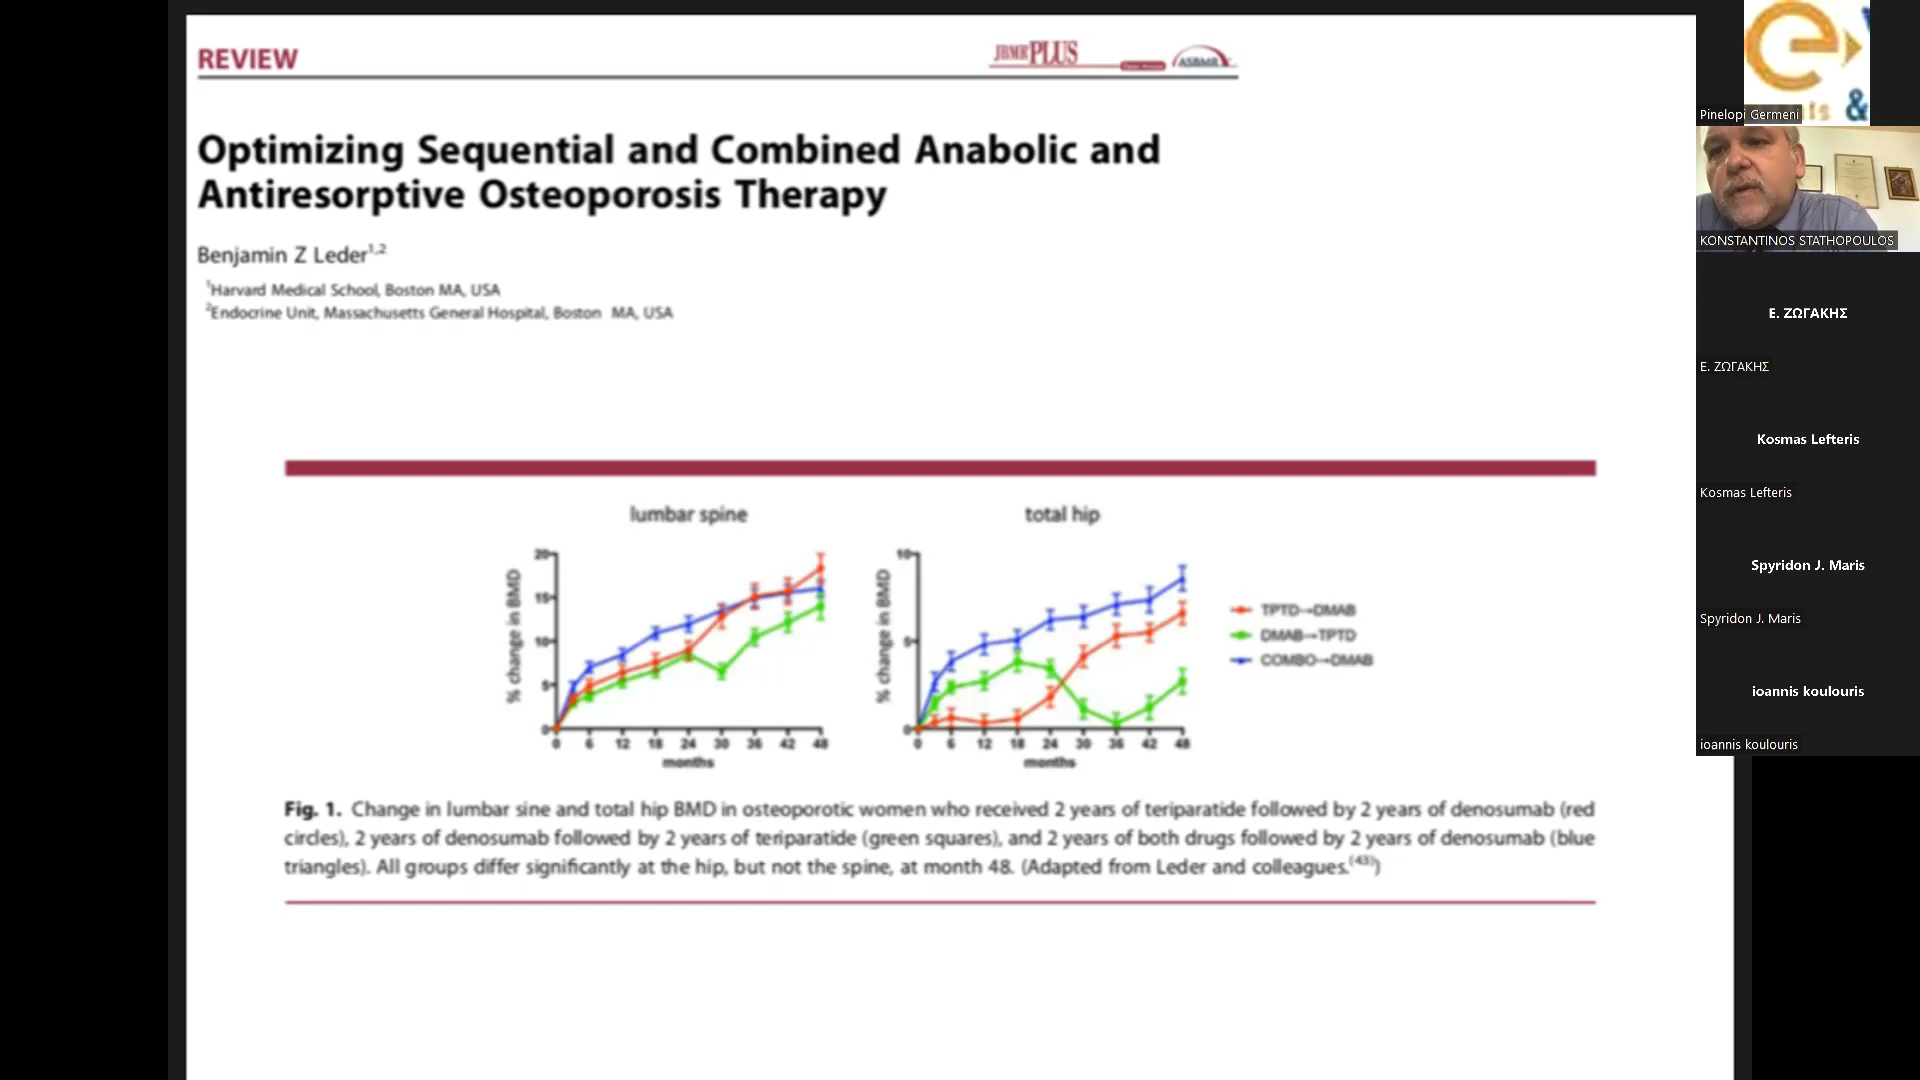 REVIEW
JBMR PLUS
ASBMR
Optimizing Sequential and Combined Anabolic and
Antiresorptive Osteoporosis Therapy
Benjamin Z Leder1,2
1Harvard Medical School, Boston MA, USA
2Endocrine Unit, Massachusetts General Hospital, Boston MA, USA
lumbar spine
% change in BMD
20
15
10
5
0
0 6 12 18 24 30 36 42 48
months
total hip
% change in BMD
10
5
0
0 6 12 18 24 30 36 42 48
months
TPTD→DMAB
DMAB→TPTD
COMBO→DMAB
Fig. 1. Change in lumbar sine and total hip BMD in osteoporotic women who received 2 years of teriparatide followed by 2 years of denosumab (red
circles), 2 years of denosumab followed by 2 years of teriparatide (green squares), and 2 years of both drugs followed by 2 years of denosumab (blue
triangles). All groups differ significantly at the hip, but not the spine, at month 48. (Adapted from Leder and colleagues.(43))
&
Pinelopi Germeni
KONSTANTINOS STATHOPOULOS
Ε. ΖΩΓΑΚΗΣ
Ε. ΖΩΓΑΚΗΣ
Kosmas Lefteris
Kosmas Lefteris
Spyridon J. Maris
Spyridon J. Maris
ioannis koulouris
ioannis koulouris